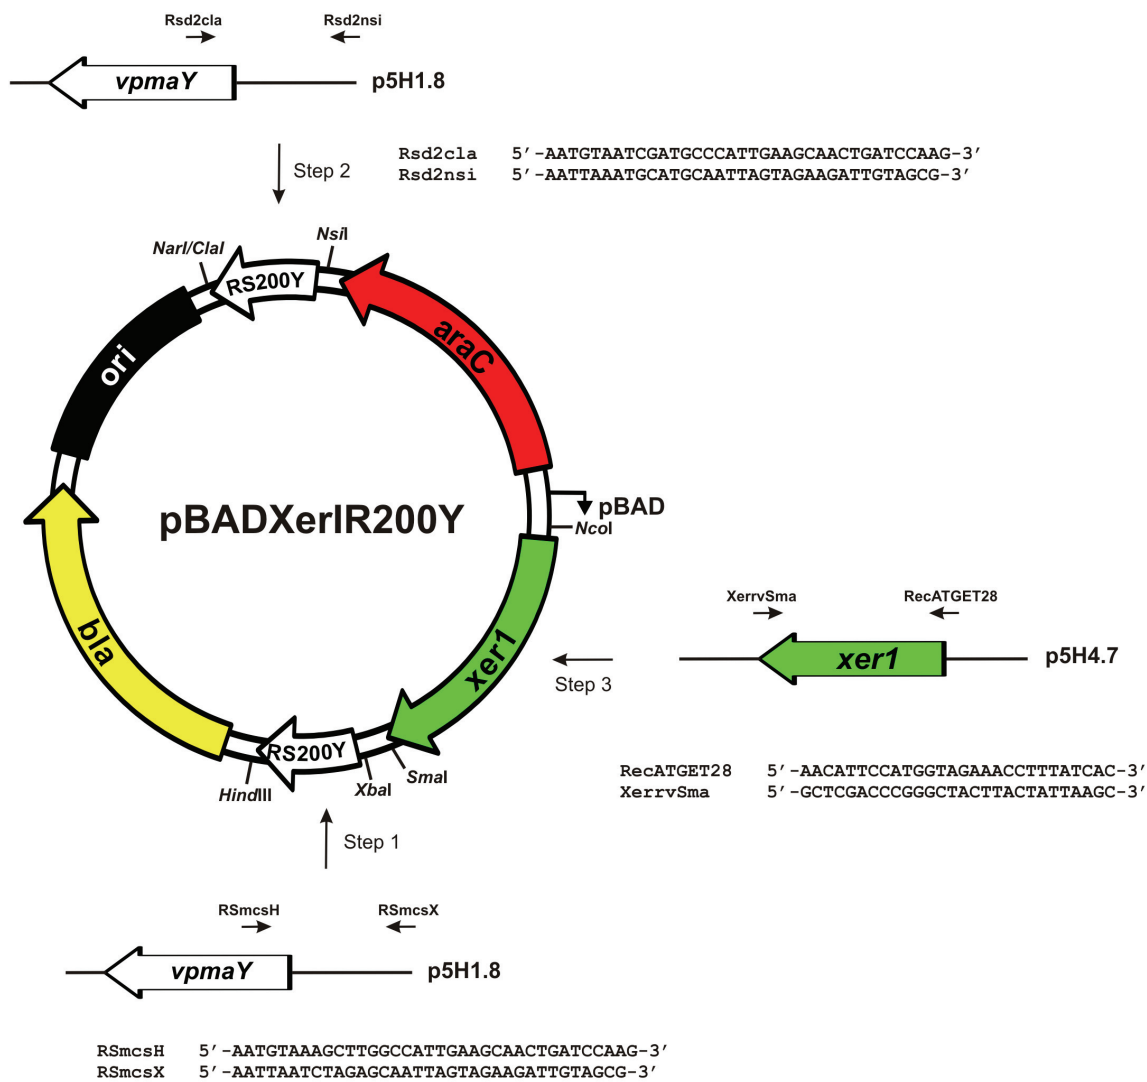 Rsd2cla Rsd2nsi
vpmaY p5H1.8
Rsd2cla 5′-AATGTAATCGATGCCCATTGAAGCAACTGATCCAAG-3′
Rsd2nsi 5′-AATTAAATGCATGCAATTAGTAGAAGATTGTAGCG-3′
Step 2
NarI/ClaI NsiI
RS200Y
araC
ori
pBADXerIR200Y
pBAD
NcoI
XerrvSma RecATGET28
xer1 p5H4.7
Step 3
bla
xer1
RS200Y
SmaI
HindIII XbaI
RecATGET28 5′-AACATTCCATGGTAGAAACCTTTATCAC-3′
XerrvSma 5′-GCTCGACCCGGGCTACTTACTATTAAGC-3′
Step 1
RSmcsH RSmcsX
vpmaY p5H1.8
RSmcsH 5′-AATGTAAAGCTTGGCCATTGAAGCAACTGATCCAAG-3′
RSmcsX 5′-AATTAATCTAGAGCAATTAGTAGAAGATTGTAGCG-3′